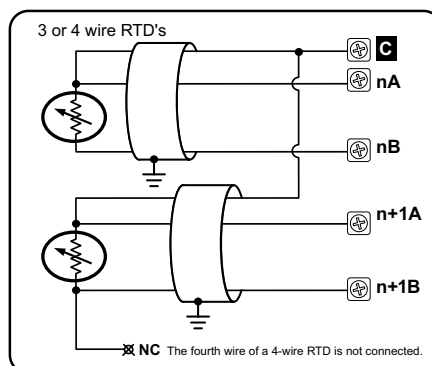 3 or 4 wire RTD's
C
nA
nB
n+1A
n+1B
NC The fourth wire of a 4-wire RTD is not connected.